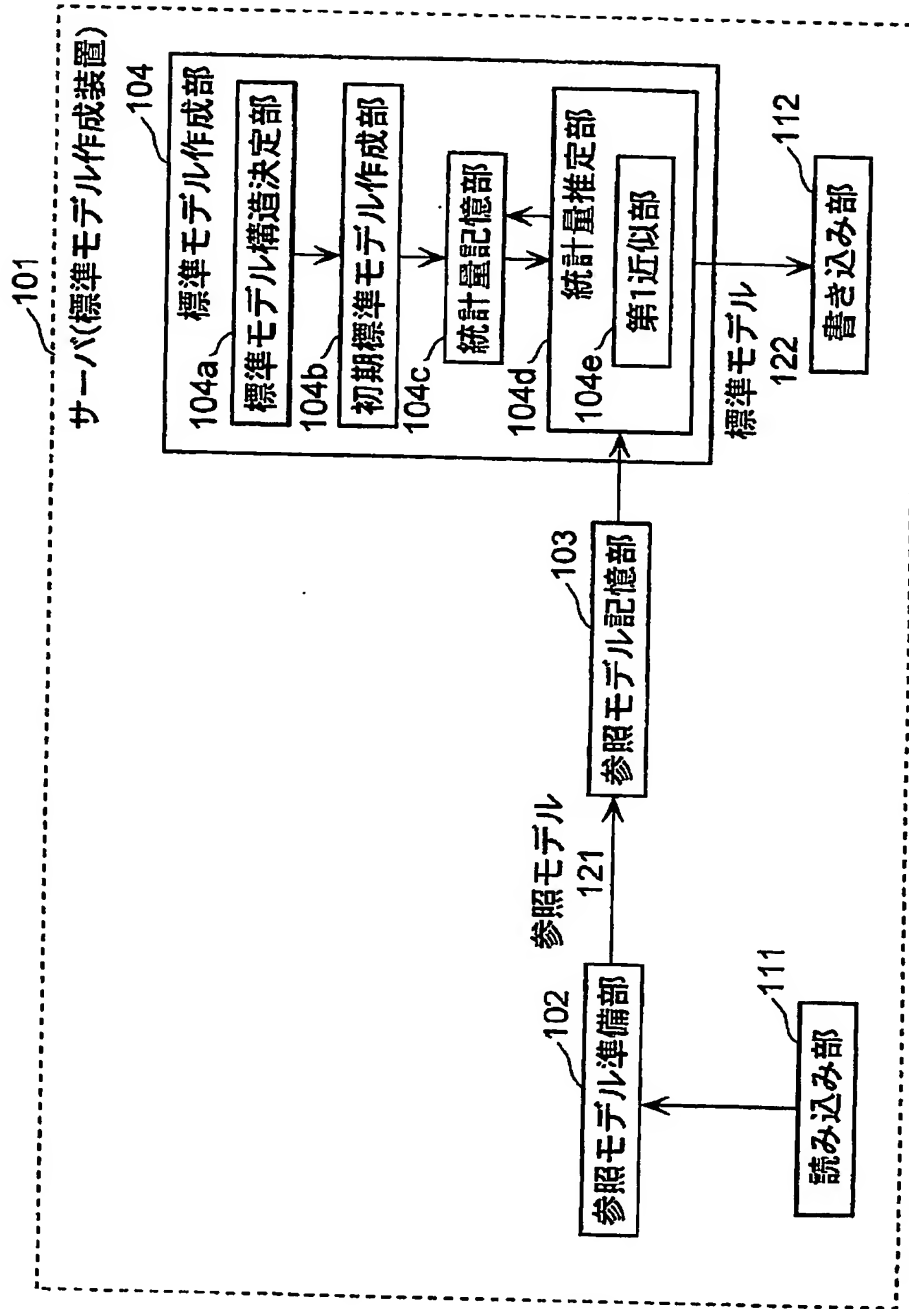 101
サーバ(標準モデル作成装置)
104
標準モデル作成部
104a
標準モデル構造決定部
104b
初期標準モデル作成部
104c
統計量記憶部
104d
統計量推定部
104e
第1近似部
103
参照モデル記憶部
参照モデル
121
102
参照モデル準備部
111
読み込み部
標準モデル
122
112
書き込み部